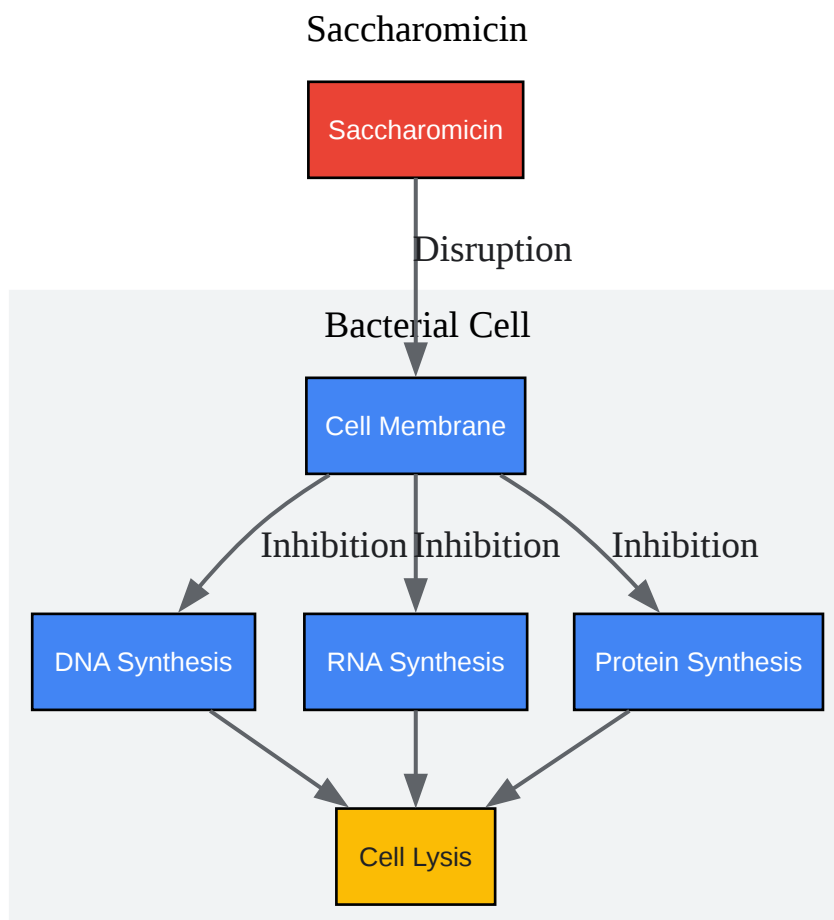 Saccharomicin
Saccharomicin
Disruption
Bacterial Cell
Cell Membrane
Inhibition Inhibition Inhibition
DNA Synthesis RNA Synthesis Protein Synthesis
Cell Lysis